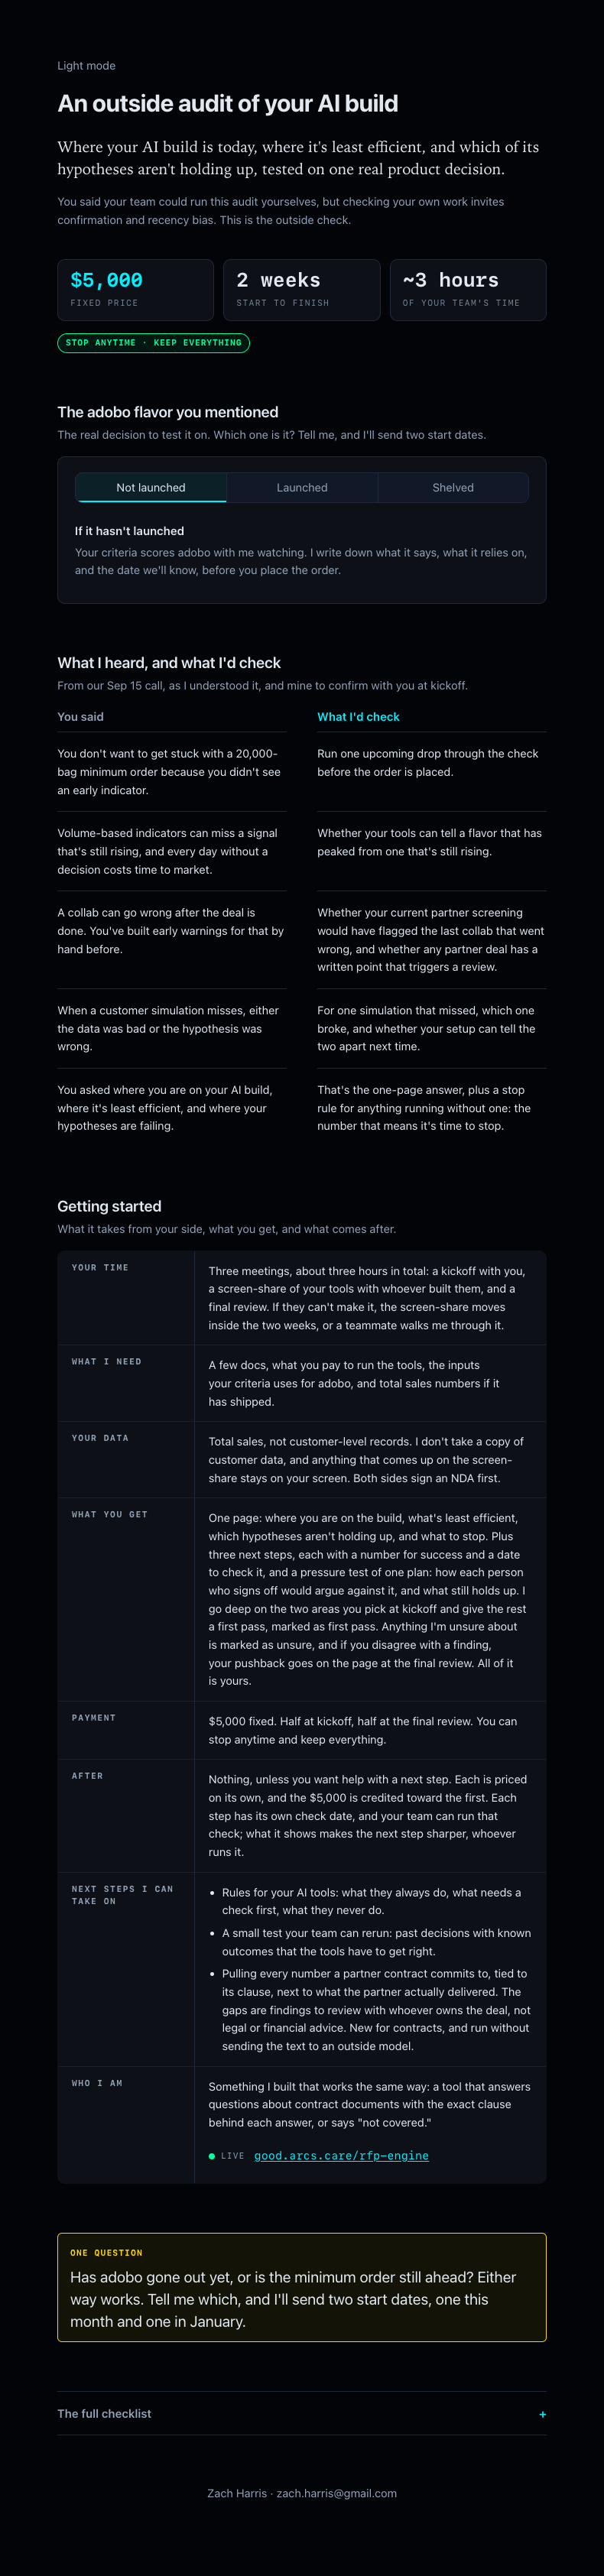 Light mode
An outside audit of your AI build
Where your AI build is today, where it's least efficient, and which of its
hypotheses aren't holding up, tested on one real product decision.
You said your team could run this audit yourselves, but checking your own work invites
confirmation and recency bias. This is the outside check.
$5,000
FIXED PRICE
2 weeks
START TO FINISH
~3 hours
OF YOUR TEAM'S TIME
STOP ANYTIME · KEEP EVERYTHING
The adobo flavor you mentioned
The real decision to test it on. Which one is it? Tell me, and I'll send two start dates.
Not launched
Launched
Shelved
If it hasn't launched
Your criteria scores adobo with me watching. I write down what it says, what it relies on,
and the date we'll know, before you place the order.
What I heard, and what I'd check
From our Sep 15 call, as I understood it, and mine to confirm with you at kickoff.
You said
What I'd check
You don't want to get stuck with a 20,000-
bag minimum order because you didn't see
an early indicator.
Run one upcoming drop through the check
before the order is placed.
Volume-based indicators can miss a signal
that's still rising, and every day without a
decision costs time to market.
Whether your tools can tell a flavor that has
peaked from one that's still rising.
A collab can go wrong after the deal is
done. You've built early warnings for that by
hand before.
Whether your current partner screening
would have flagged the last collab that went
wrong, and whether any partner deal has a
written point that triggers a review.
When a customer simulation misses, either
the data was bad or the hypothesis was
wrong.
For one simulation that missed, which one
broke, and whether your setup can tell the
two apart next time.
You asked where you are on your AI build,
where it's least efficient, and where your
hypotheses are failing.
That's the one-page answer, plus a stop
rule for anything running without one: the
number that means it's time to stop.
Getting started
What it takes from your side, what you get, and what comes after.
YOUR TIME
Three meetings, about three hours in total: a kickoff with you,
a screen-share of your tools with whoever built them, and a
final review. If they can't make it, the screen-share moves
inside the two weeks, or a teammate walks me through it.
WHAT I NEED
A few docs, what you pay to run the tools, the inputs
your criteria uses for adobo, and total sales numbers if it
has shipped.
YOUR DATA
Total sales, not customer-level records. I don't take a copy of
customer data, and anything that comes up on the screen-
share stays on your screen. Both sides sign an NDA first.
WHAT YOU GET
One page: where you are on the build, what's least efficient,
which hypotheses aren't holding up, and what to stop. Plus
three next steps, each with a number for success and a date
to check it, and a pressure test of one plan: how each person
who signs off would argue against it, and what still holds up. I
go deep on the two areas you pick at kickoff and give the rest
a first pass, marked as first pass. Anything I'm unsure about
is marked as unsure, and if you disagree with a finding,
your pushback goes on the page at the final review. All of it
is yours.
PAYMENT
$5,000 fixed. Half at kickoff, half at the final review. You can
stop anytime and keep everything.
AFTER
Nothing, unless you want help with a next step. Each is priced
on its own, and the $5,000 is credited toward the first. Each
step has its own check date, and your team can run that
check; what it shows makes the next step sharper, whoever
runs it.
NEXT STEPS I CAN
TAKE ON
• Rules for your AI tools: what they always do, what needs a
check first, what they never do.
• A small test your team can rerun: past decisions with known
outcomes that the tools have to get right.
• Pulling every number a partner contract commits to, tied to
its clause, next to what the partner actually delivered. The
gaps are findings to review with whoever owns the deal, not
legal or financial advice. New for contracts, and run without
sending the text to an outside model.
WHO I AM
Something I built that works the same way: a tool that answers
questions about contract documents with the exact clause
behind each answer, or says "not covered."
LIVE good.arcs.care/rfp-engine
ONE QUESTION
Has adobo gone out yet, or is the minimum order still ahead? Either
way works. Tell me which, and I'll send two start dates, one this
month and one in January.
The full checklist +
Zach Harris · zach.harris@gmail.com